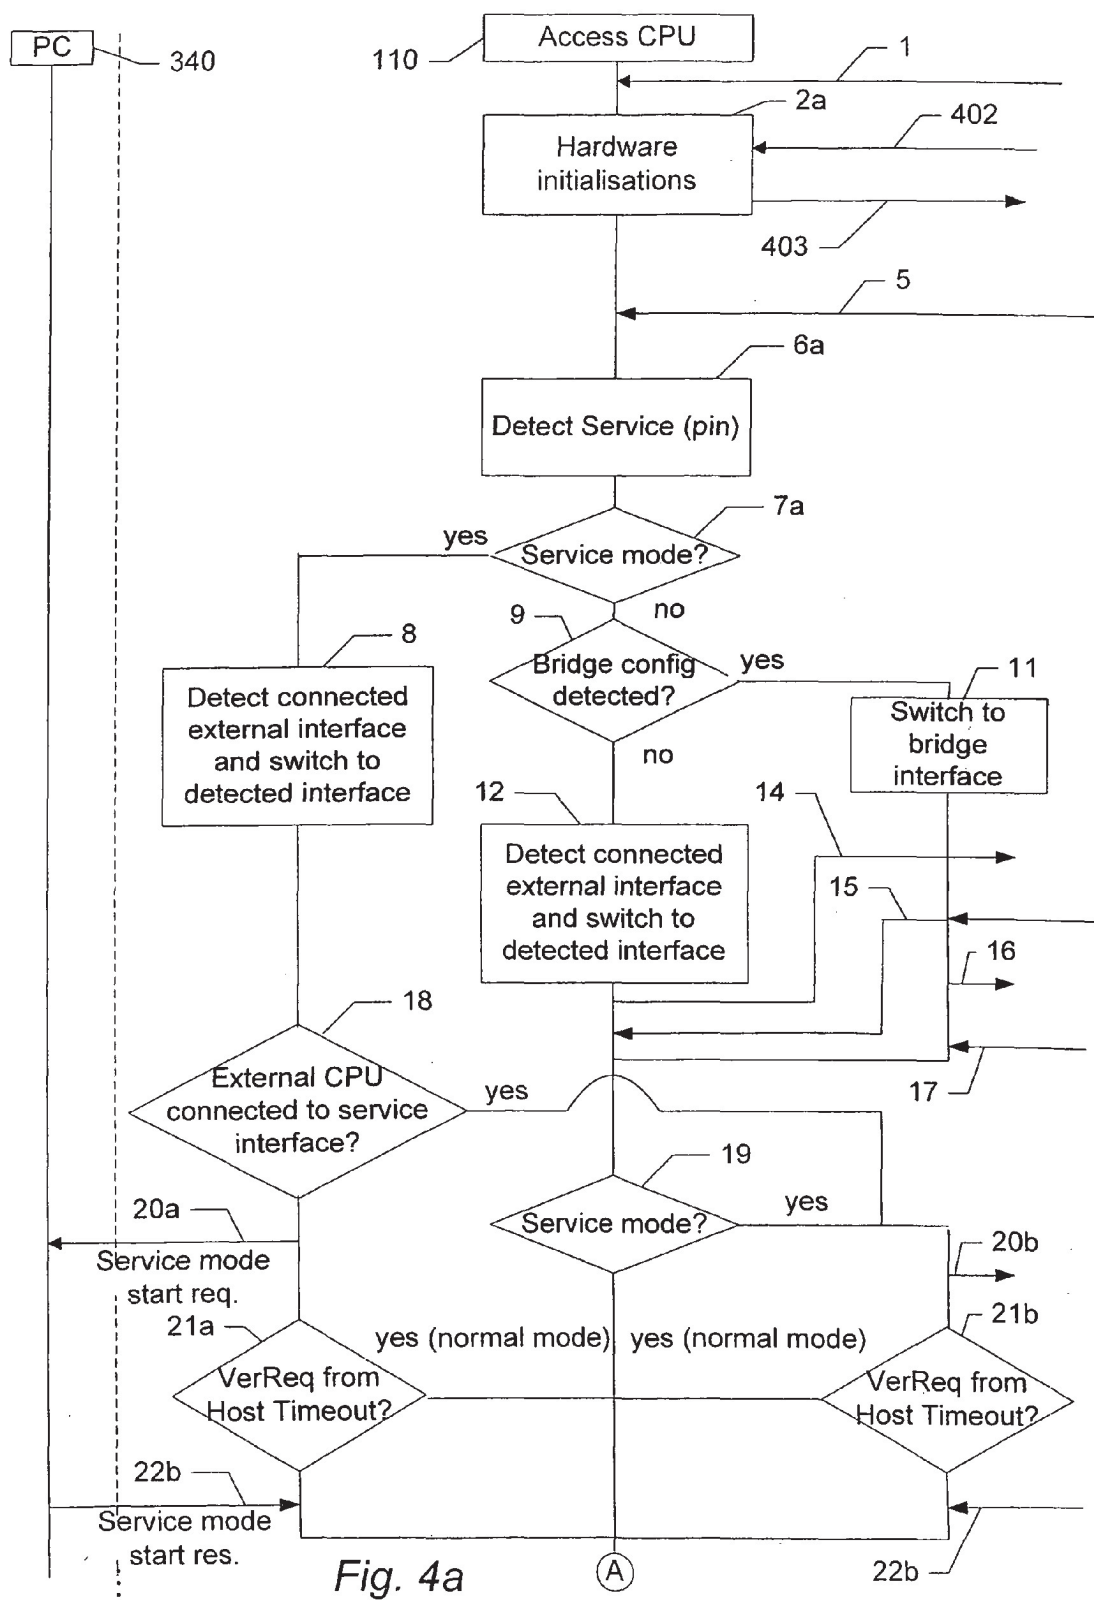 PC
340
110
Access CPU
1
2a
402
Hardware
initialisations
403
5
6a
Detect Service (pin)
7a
yes
Service mode?
no
9
8
Bridge config
detected?
yes
11
Detect connected
external interface
and switch to
detected interface
Switch to
bridge
interface
no
12
14
Detect connected
external interface
and switch to
detected interface
15
16
18
17
External CPU
connected to service
interface?
yes
19
20a
Service mode?
yes
20b
Service mode
start req.
21a
yes (normal mode)
yes (normal mode)
21b
VerReq from
Host Timeout?
VerReq from
Host Timeout?
22b
Service mode
start res.
Fig. 4a
A
22b